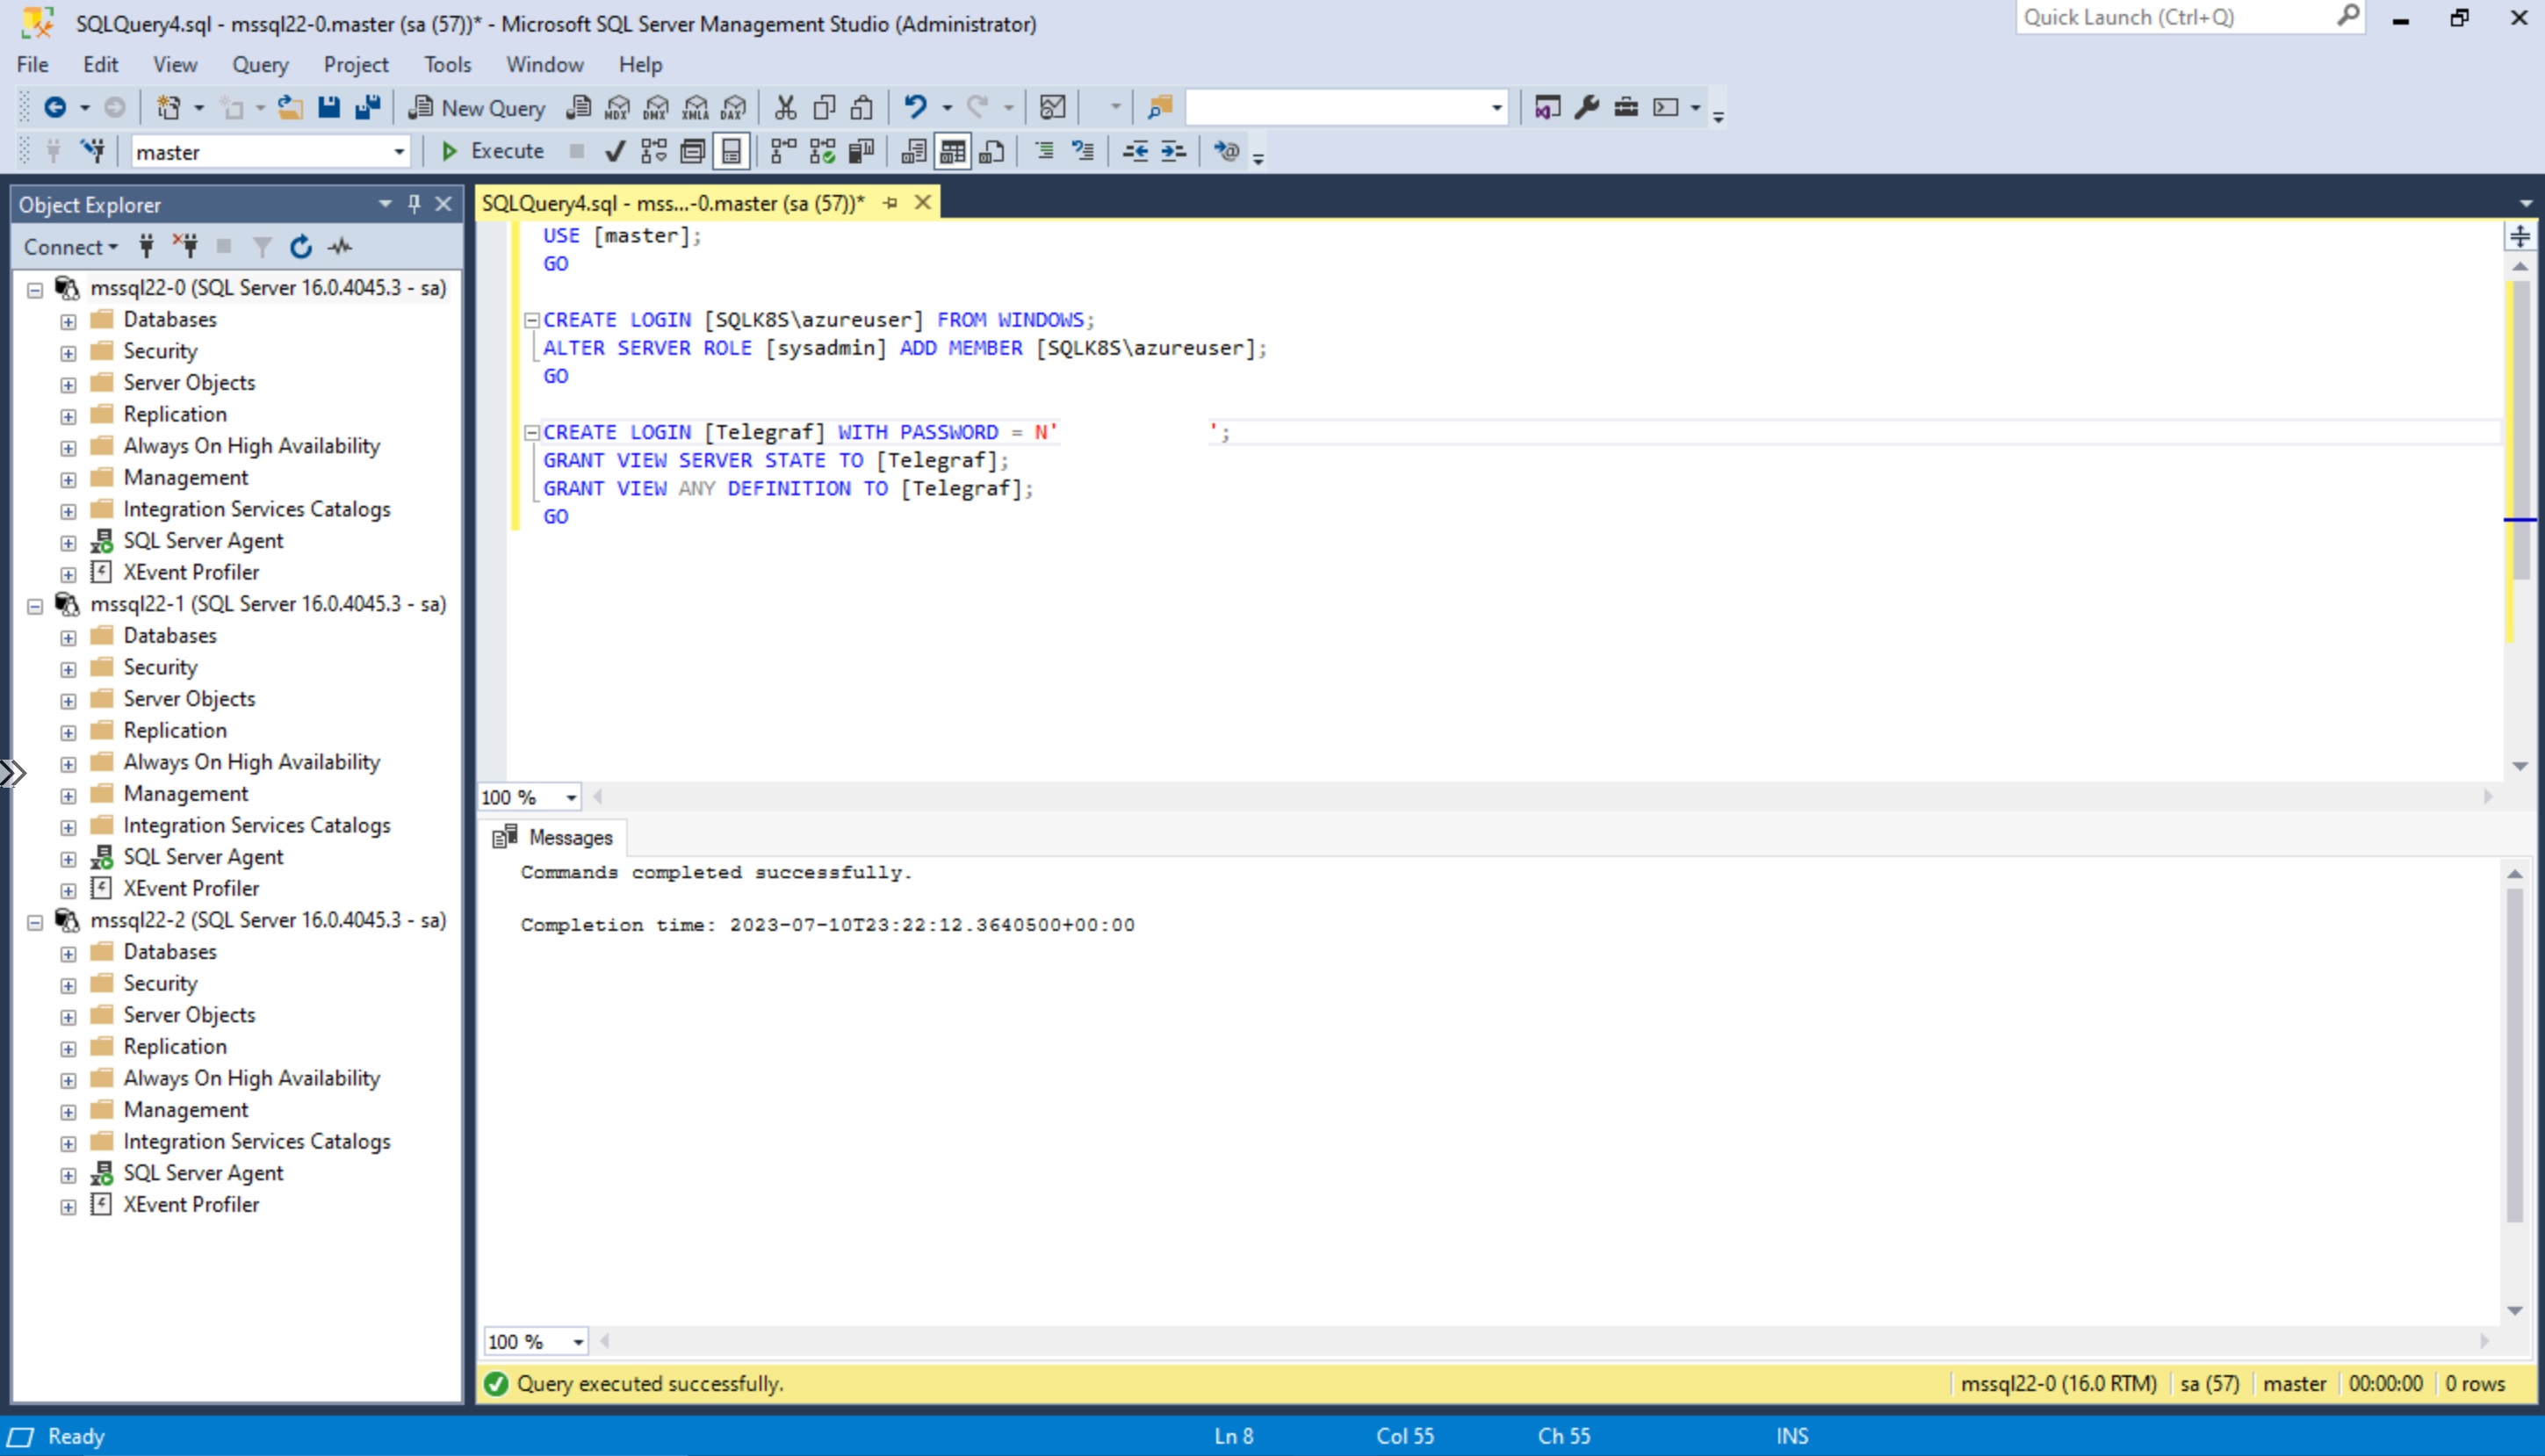 SQLQuery4.sql - mssql22-0.master (sa (57))* - Microsoft SQL Server Management Studio (Administrator)
Quick Launch (Ctrl+Q)
File Edit View Query Project Tools Window Help
New Query MDX DMX XMLA DAX
master Execute
Object Explorer
Connect
mssql22-0 (SQL Server 16.0.4045.3 - sa)
Databases
Security
Server Objects
Replication
Always On High Availability
Management
Integration Services Catalogs
SQL Server Agent
XEvent Profiler
mssql22-1 (SQL Server 16.0.4045.3 - sa)
Databases
Security
Server Objects
Replication
Always On High Availability
Management
Integration Services Catalogs
SQL Server Agent
XEvent Profiler
mssql22-2 (SQL Server 16.0.4045.3 - sa)
Databases
Security
Server Objects
Replication
Always On High Availability
Management
Integration Services Catalogs
SQL Server Agent
XEvent Profiler
SQLQuery4.sql - mss...-0.master (sa (57))*
USE [master];
GO
CREATE LOGIN [SQLK8S\azureuser] FROM WINDOWS;
ALTER SERVER ROLE [sysadmin] ADD MEMBER [SQLK8S\azureuser];
GO
CREATE LOGIN [Telegraf] WITH PASSWORD = N' ';
GRANT VIEW SERVER STATE TO [Telegraf];
GRANT VIEW ANY DEFINITION TO [Telegraf];
GO
100 %
Messages
Commands completed successfully.
Completion time: 2023-07-10T23:22:12.3640500+00:00
100 %
Query executed successfully.
mssql22-0 (16.0 RTM) sa (57) master 00:00:00 0 rows
Ready Ln 8 Col 55 Ch 55 INS